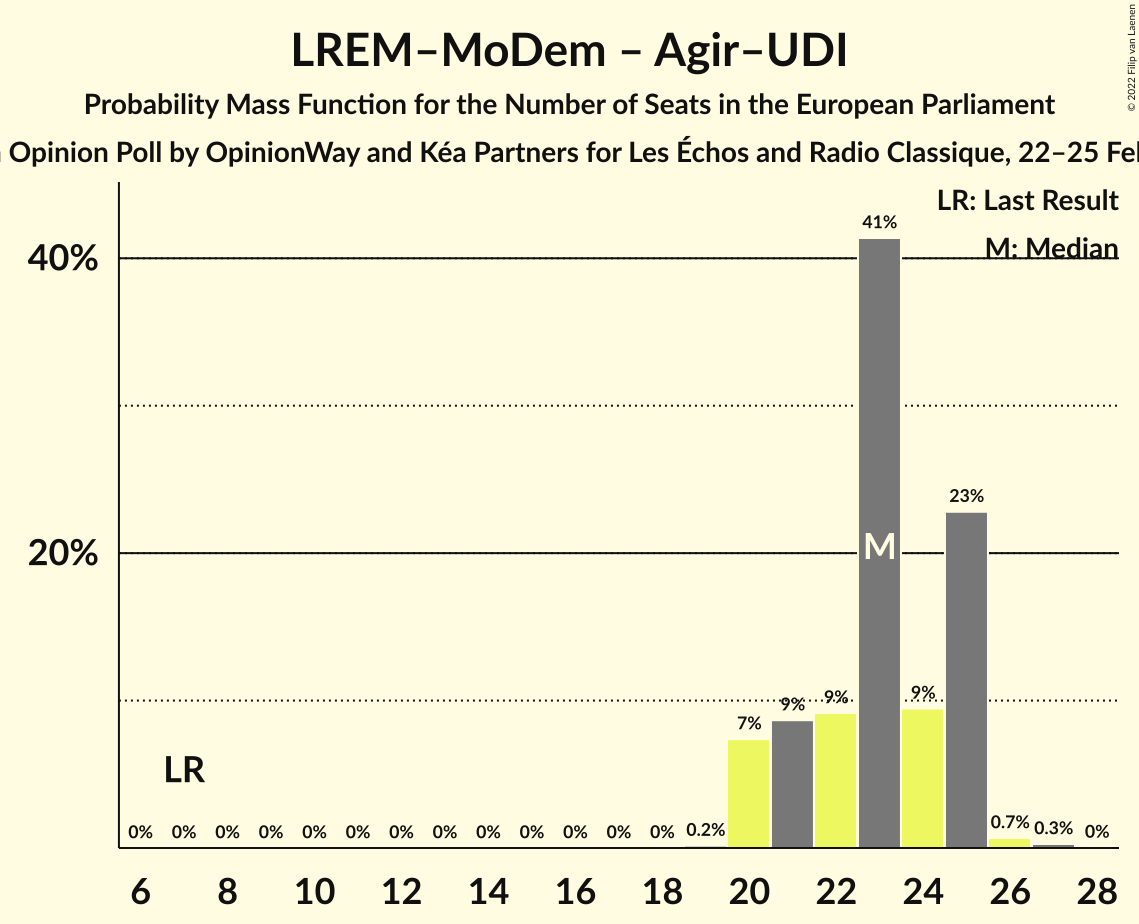 LREM–MoDem – Agir–UDI
Probability Mass Function for the Number of Seats in the European Parliament
Opinion Poll by OpinionWay and Kéa Partners for Les Échos and Radio Classique, 22–25
© 2022 Filip van Laenen
LR: Last Result
M: Median
40%
20%
41%
23%
M
9%
9%
9%
7%
LR
0%
0%
0%
0%
0%
0%
0%
0%
0%
0%
0%
0%
0%
0.2%
0.7%
0.3%
0%
6 8 10 12 14 16 18 20 22 24 26 28